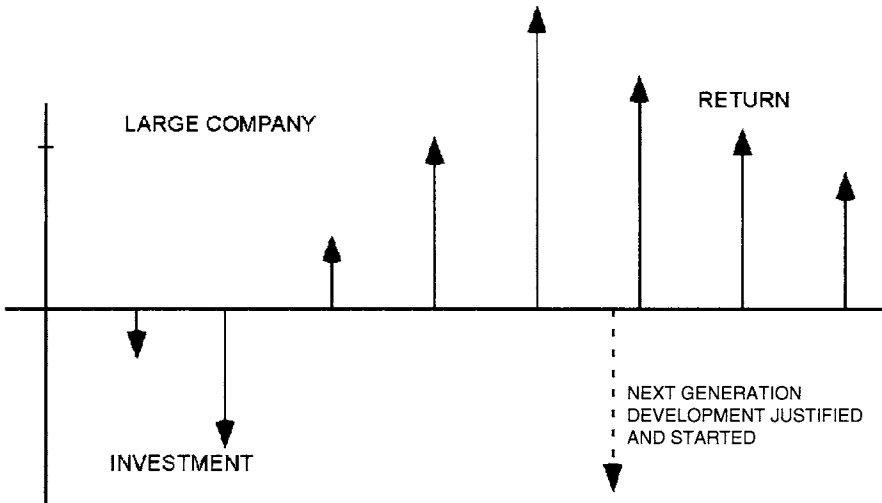 LARGE COMPANY
RETURN
INVESTMENT
NEXT GENERATION
DEVELOPMENT JUSTIFIED
AND STARTED